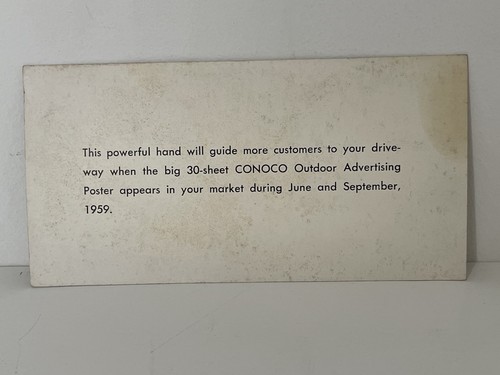 This powerful hand will guide more customers to your drive-
way when the big 30-sheet CONOCO Outdoor Advertising
Poster appears in your market during June and September,
1959.